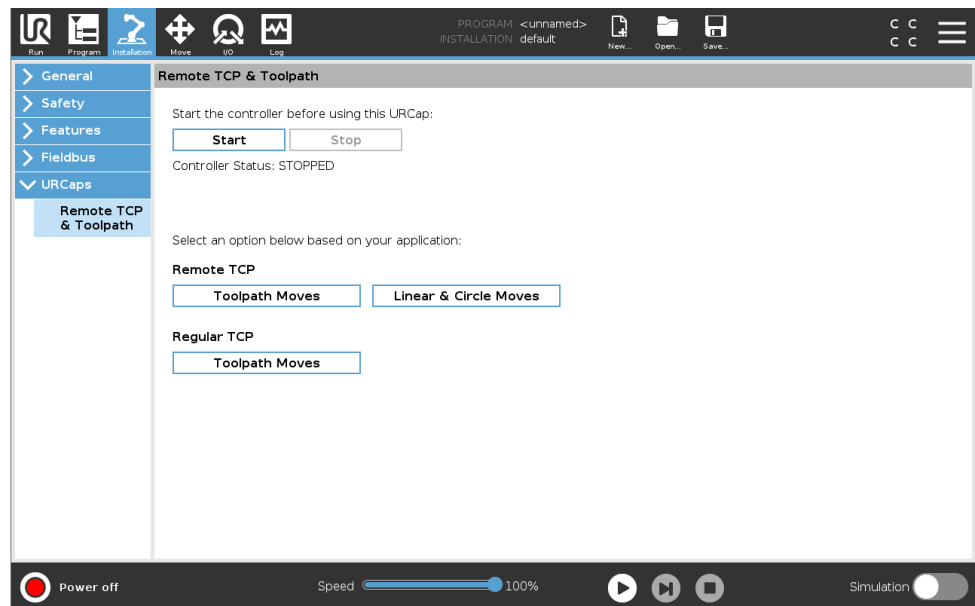 PROGRAM <unnamed>
INSTALLATION default
C C
C C
Run Program Installation Move I/O Log New... Open... Save...
General
Safety
Features
Fieldbus
URCaps
Remote TCP
& Toolpath
Remote TCP & Toolpath
Start the controller before using this URCap:
Start Stop
Controller Status: STOPPED
Select an option below based on your application:
Remote TCP
Toolpath Moves Linear & Circle Moves
Regular TCP
Toolpath Moves
Power off Speed 100% Simulation